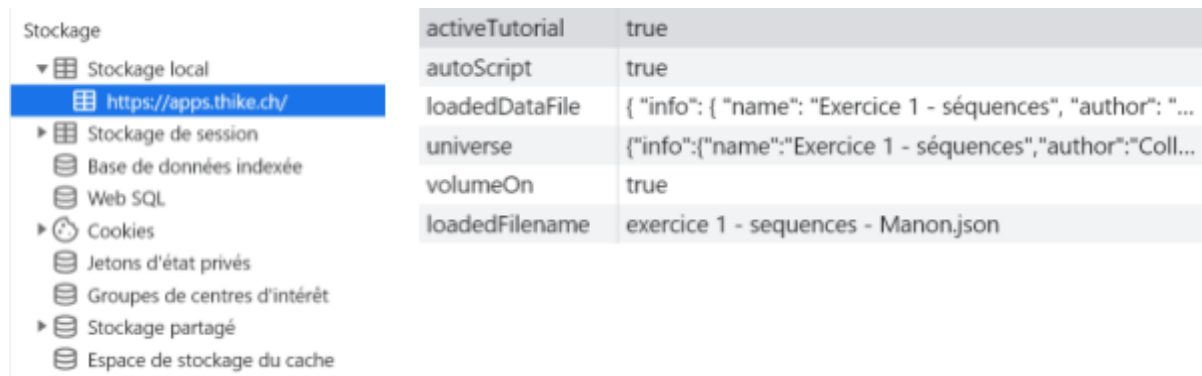 Stockage
Stockage local
https://apps.thike.ch/
Stockage de session
Base de données indexée
Web SQL
Cookies
Jetons d'état privés
Groupes de centres d'intérêt
Stockage partagé
Espace de stockage du cache
activeTutorial true
autoScript true
loadedDataFile { "info": { "name": "Exercice 1 - séquences", "author": "...
universe {"info":{"name":"Exercice 1 - séquences","author":"Coll...
volumeOn true
loadedFilename exercice 1 - sequences - Manon.json